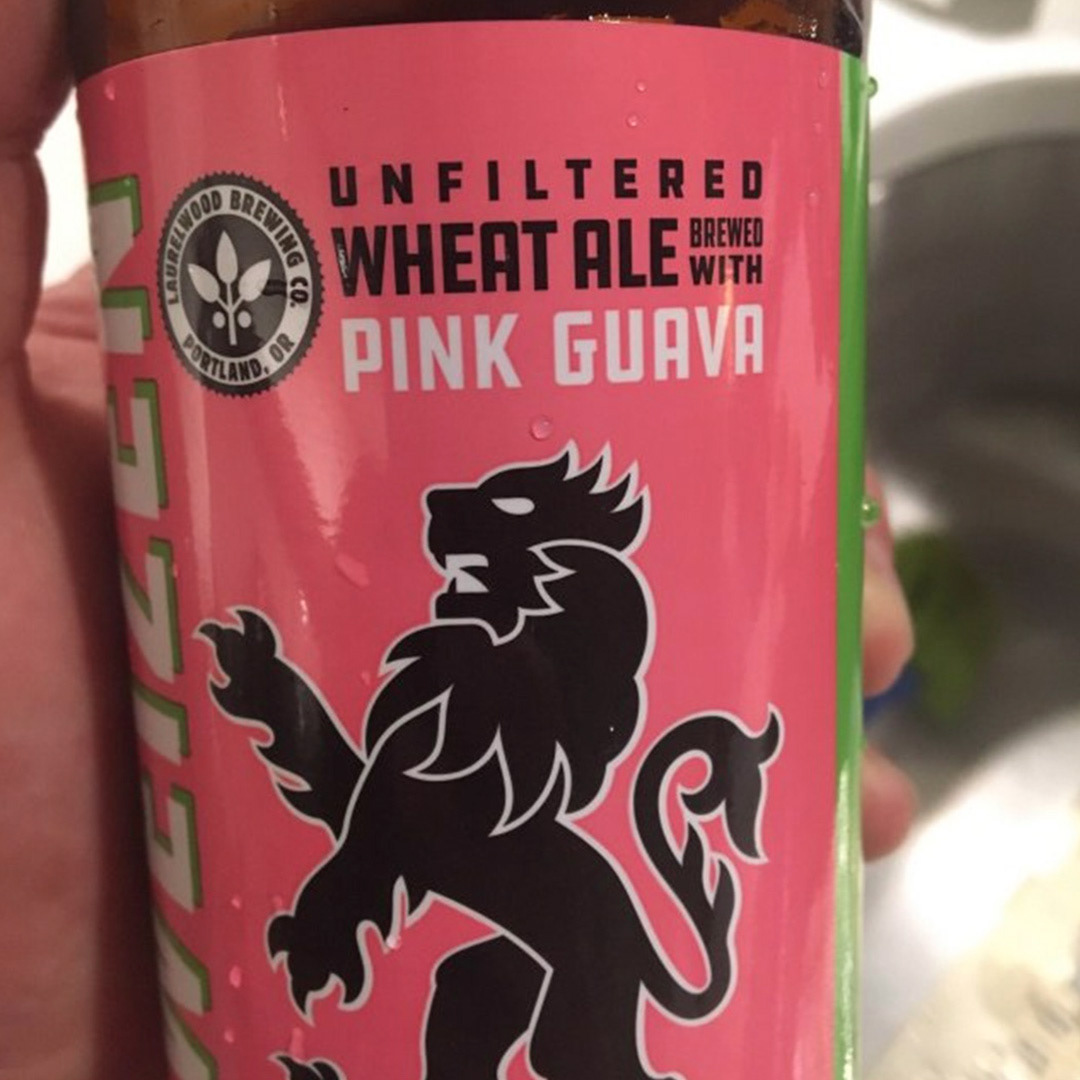 LAURELWOOD BREWING CO.
PORTLAND, OR
UNFILTERED
WHEAT ALE BREWED WITH
PINK GUAVA